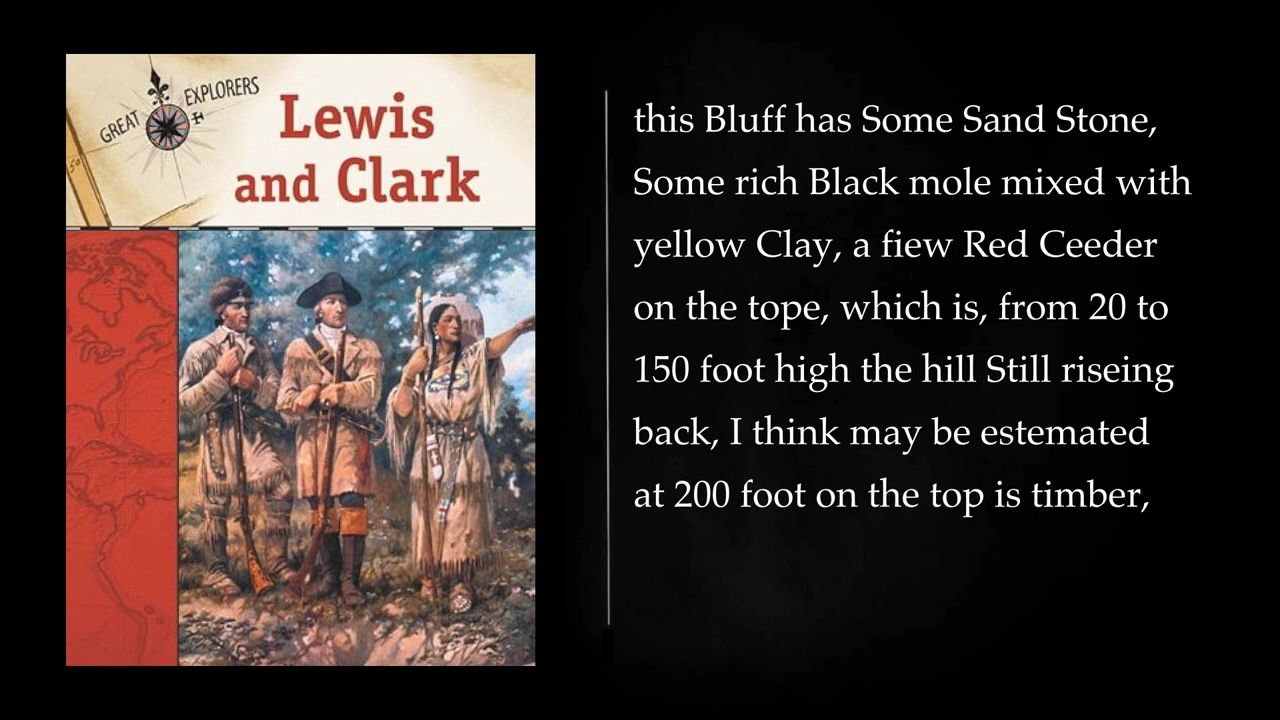 GREAT EXPLORERS
Lewis
and Clark
50
this Bluff has Some Sand Stone,
Some rich Black mole mixed with
yellow Clay, a fiew Red Ceeder
on the tope, which is, from 20 to
150 foot high the hill Still riseing
back, I think may be estemated
at 200 foot on the top is timber,